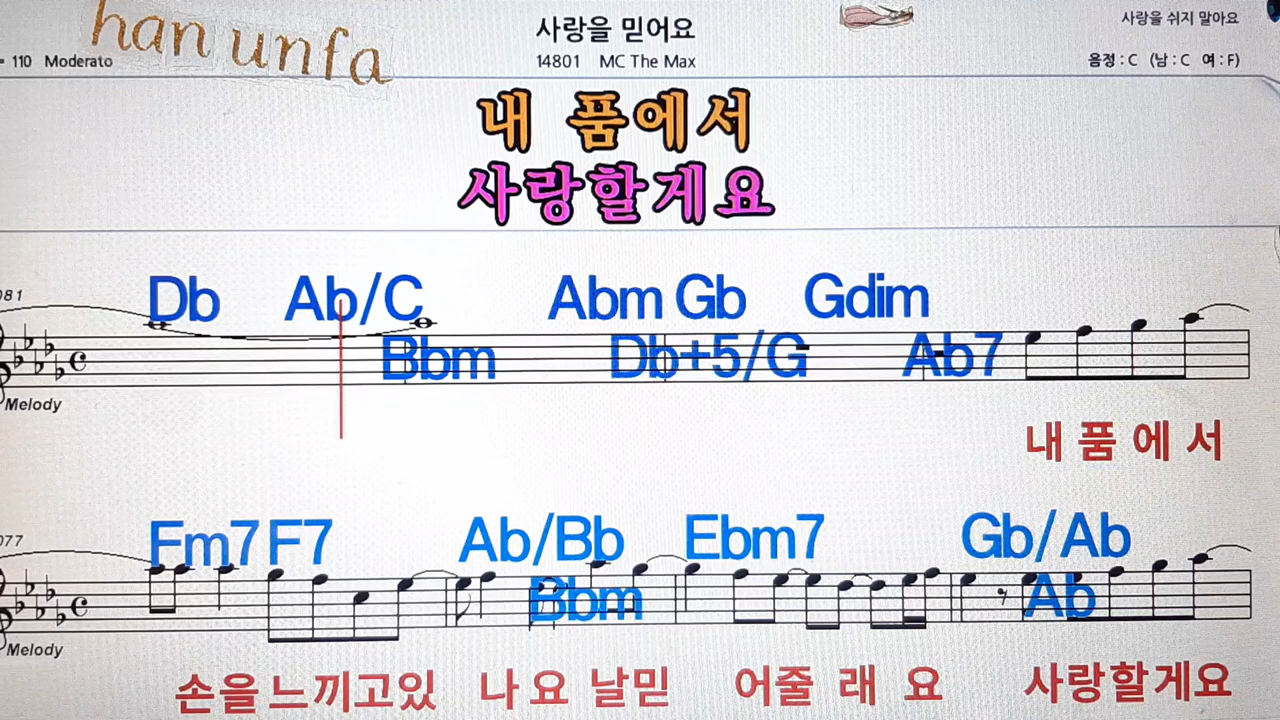 han unfa
사랑을 믿어요
사랑을 쉬지 말아요
= 110 Moderato
14801 MC The Max
음정 : C (남 : C 여 : F)
내 품에서
사랑할게요
081
Db Ab/C Abm Gb Gdim
Bbm Db+5/G Ab7
Melody
내 품 에 서
077
Fm7 F7 Ab/Bb Ebm7 Gb/Ab
Bbm Ab
Melody
손을느끼고있 나요 날믿 어줄 래 요 사랑할게요